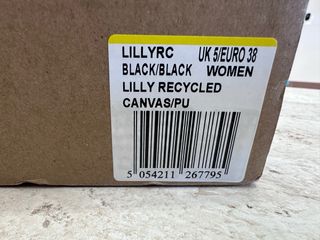 LILLYRC UK 5/EURO 38
BLACK/BLACK WOMEN
LILLY RECYCLED
CANVAS/PU
5 054211 267795